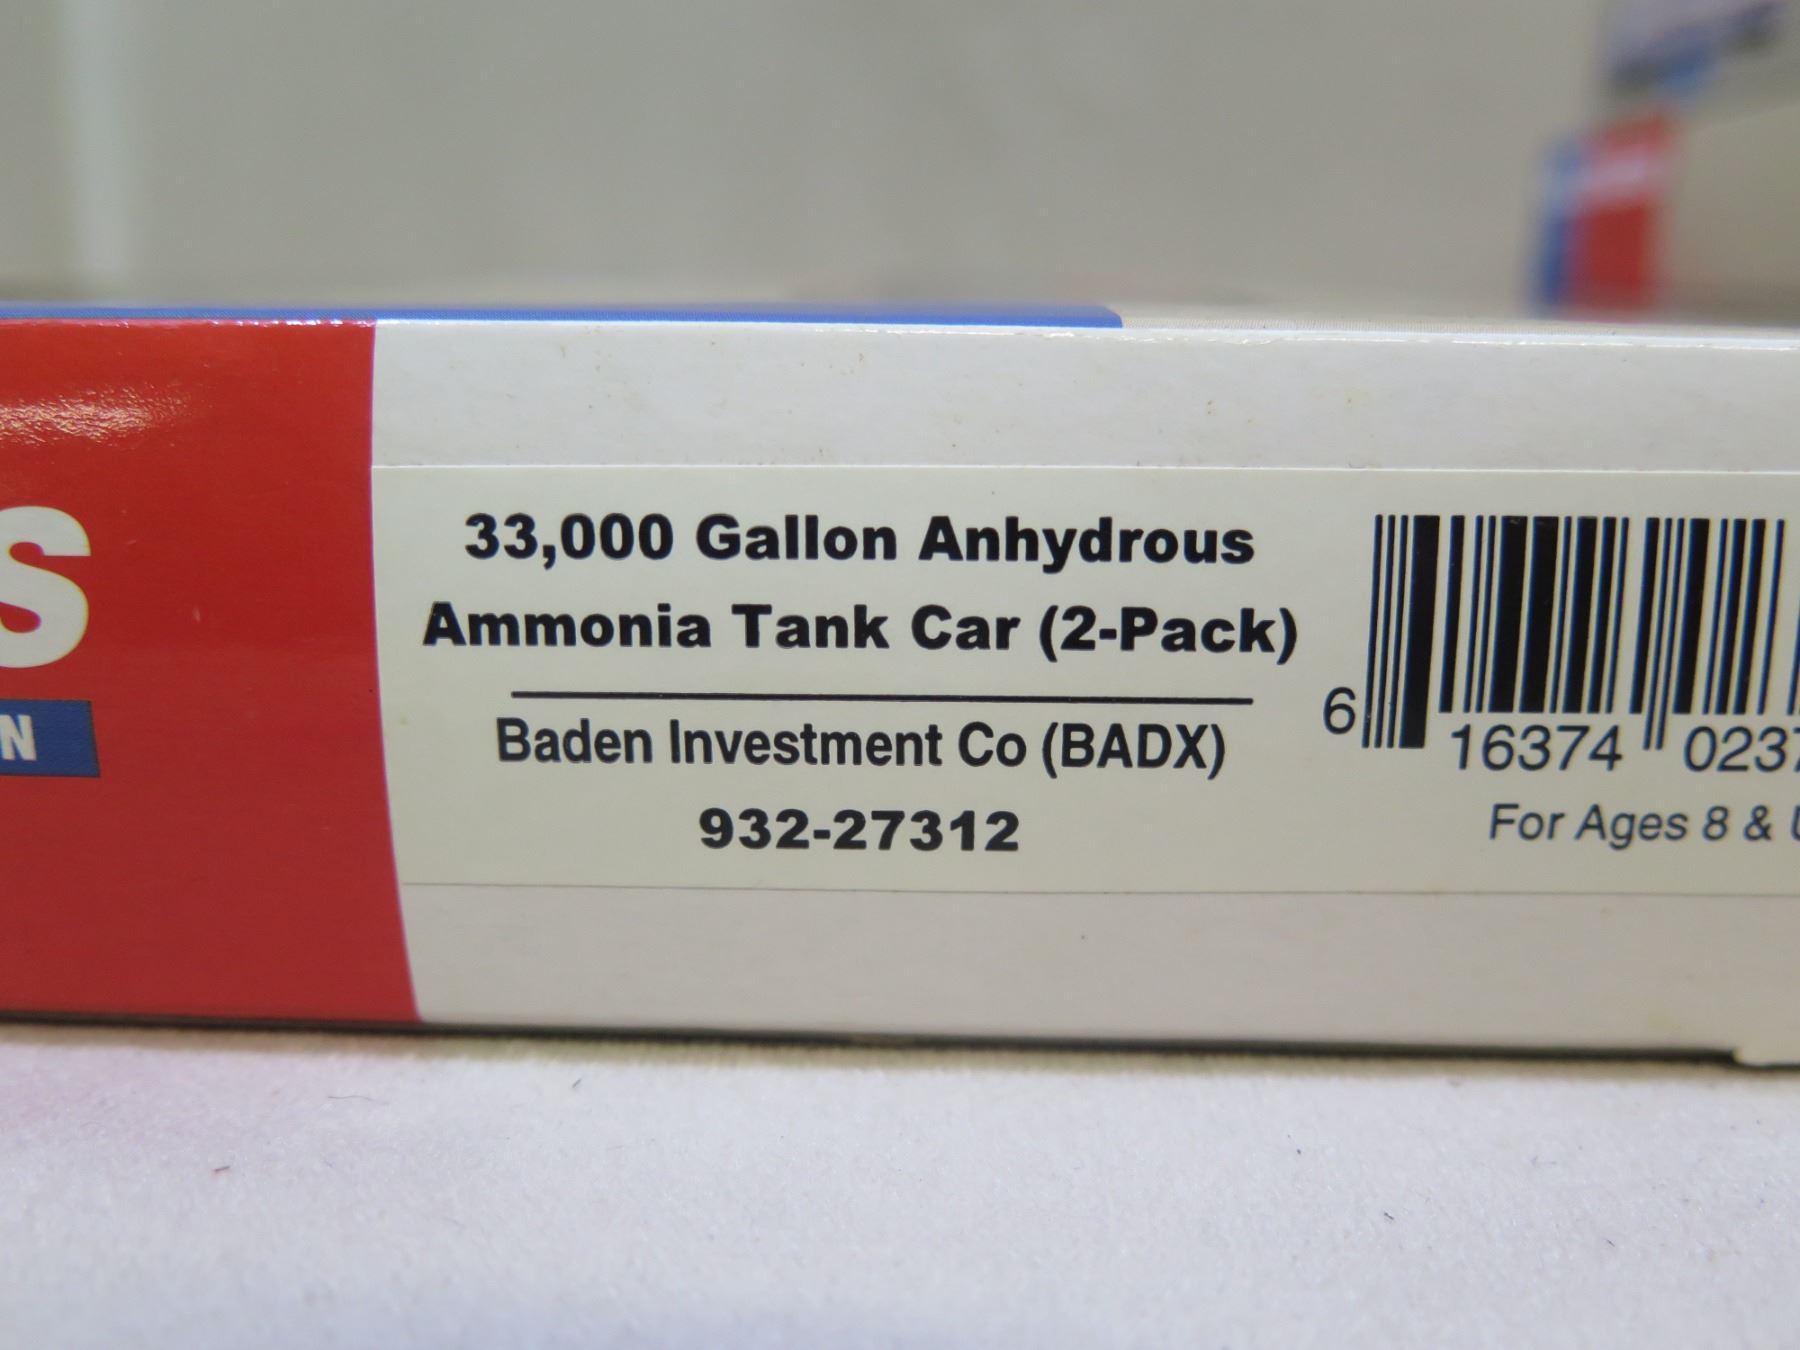 S
N
33,000 Gallon Anhydrous
Ammonia Tank Car (2-Pack)
Baden Investment Co (BADX)
932-27312
6 16374 0237
For Ages 8 &